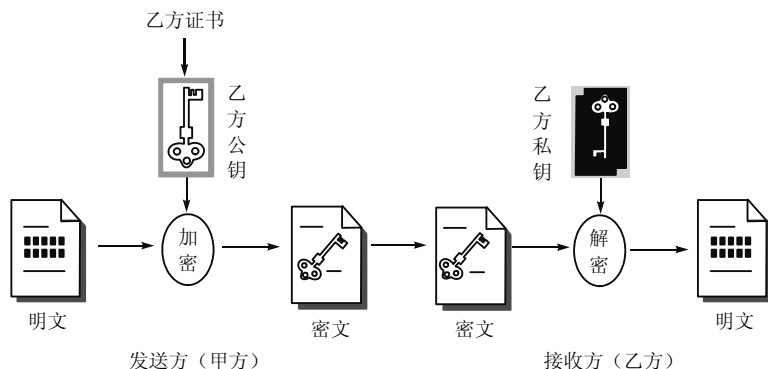 乙方证书
乙方公钥
乙方私钥
加密
解密
明文
密文
密文
明文
发送方（甲方）
接收方（乙方）